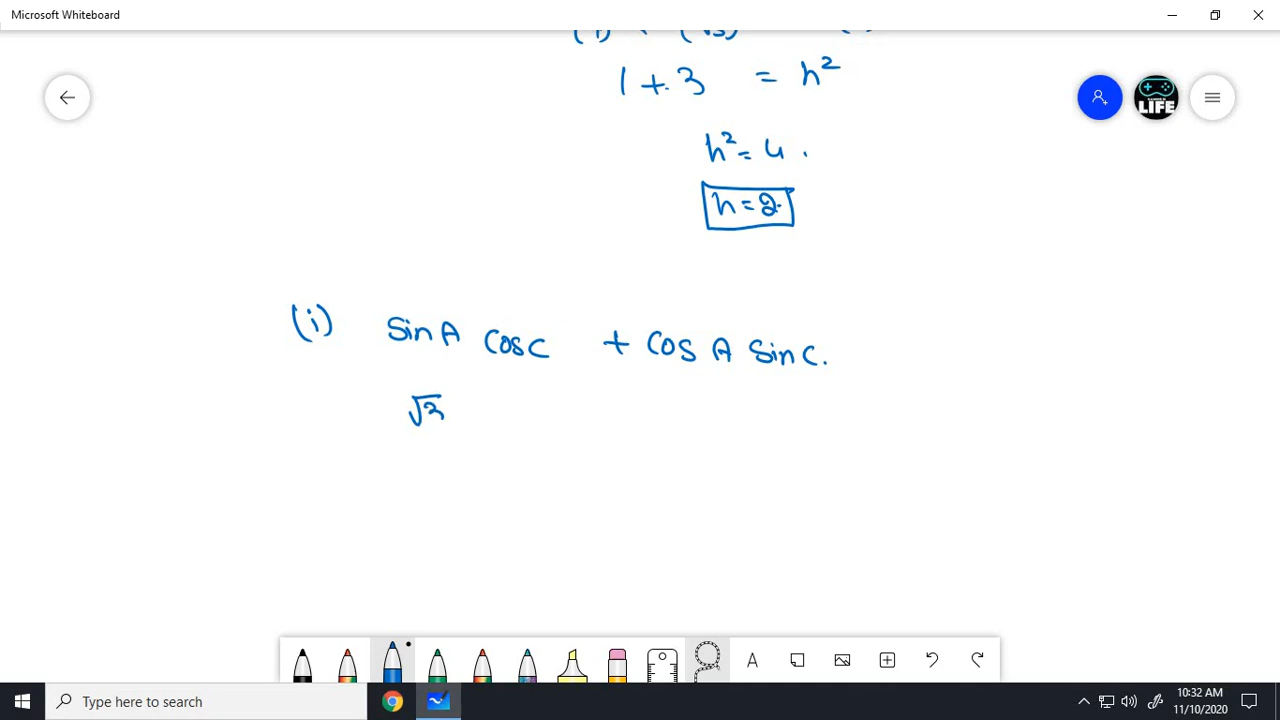 Microsoft Whiteboard
1 + 3 = h²
h² = 4
h = 2
LIFE
(i) sin A cos C + cos A sin C.
√3
A
Type here to search
10:32 AM
11/10/2020